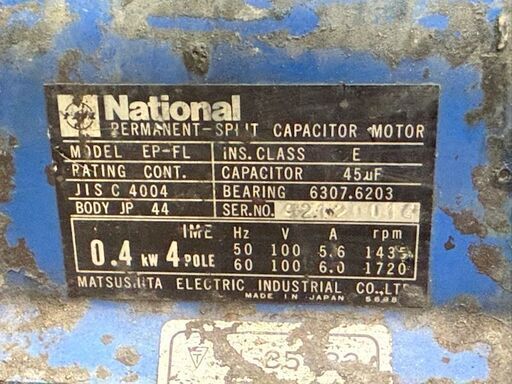 National
PERMANENT-SPLIT CAPACITOR MOTOR
MODEL EP-FL INS.CLASS E
RATING CONT. CAPACITOR 45µF
JIS C 4004 BEARING 6307.6203
BODY JP 44 SER.NO.
IME Hz V A rpm
0.4 kW 4 POLE 50 100 5.6 1435
60 100 6.0 1720
MATSUSHITA ELECTRIC INDUSTRIAL CO.,LTD
MADE IN JAPAN